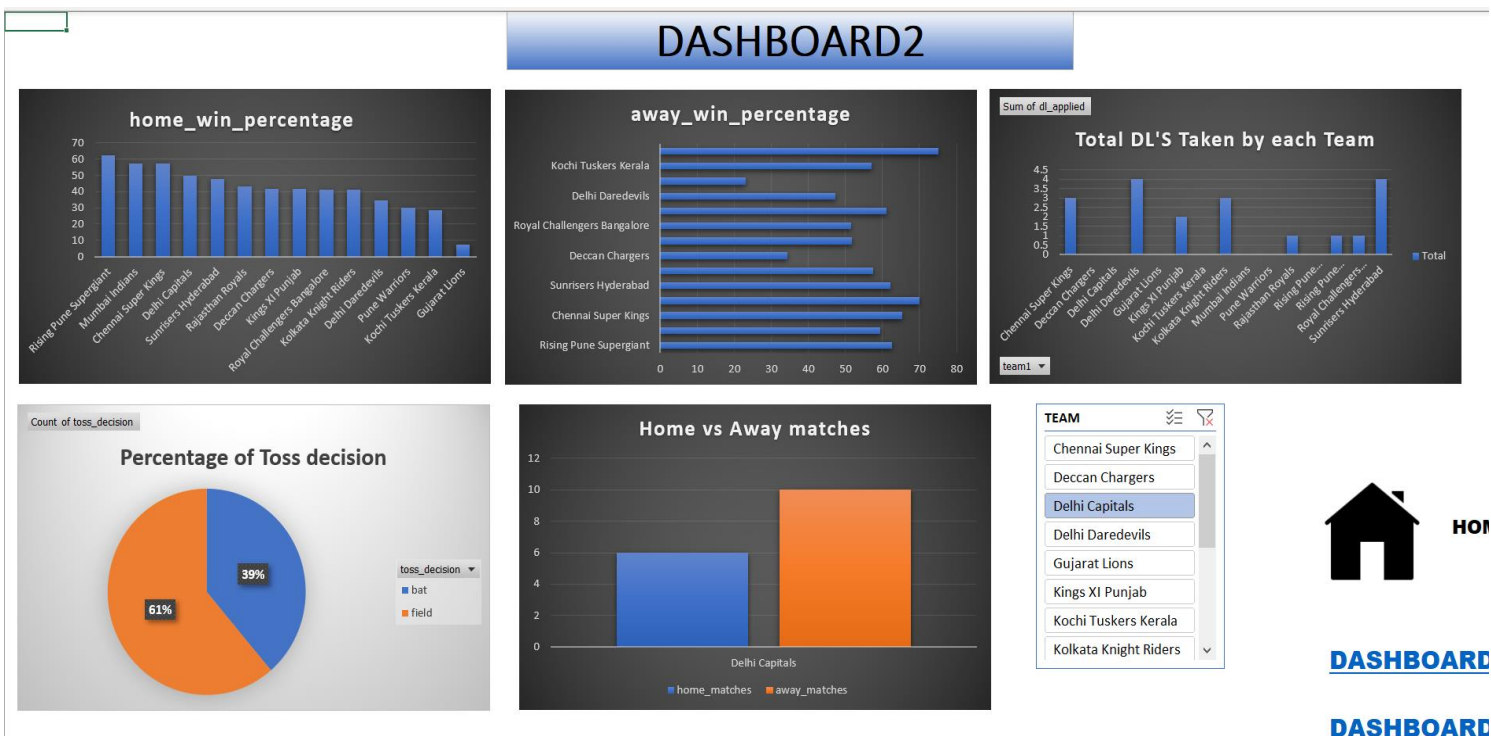 DASHBOARD2
home_win_percentage
70
60
50
40
30
20
10
0
Rising Pune Supergiant
Mumbai Indians
Chennai Super Kings
Delhi Capitals
Sunrisers Hyderabad
Rajasthan Royals
Deccan Chargers
Kings XI Punjab
Royal Challengers Bangalore
Kolkata Knight Riders
Delhi Daredevils
Pune Warriors
Kochi Tuskers Kerala
Gujarat Lions
away_win_percentage
Kochi Tuskers Kerala
Delhi Daredevils
Royal Challengers Bangalore
Deccan Chargers
Sunrisers Hyderabad
Chennai Super Kings
Rising Pune Supergiant
0 10 20 30 40 50 60 70 80
Sum of dl_applied
Total DL'S Taken by each Team
4.5
4
3.5
3
2.5
2
1.5
1
0.5
0
Chennai Super Kings
Deccan Chargers
Delhi Capitals
Delhi Daredevils
Gujarat Lions
Kings XI Punjab
Kochi Tuskers Kerala
Kolkata Knight Riders
Mumbai Indians
Pune Warriors
Rajasthan Royals
Rising Pune...
Rising Pune...
Royal Challengers...
Sunrisers Hyderabad
Total
team1
Count of toss_decision
Percentage of Toss decision
39%
61%
toss_decision
bat
field
Home vs Away matches
12
10
8
6
4
2
0
Delhi Capitals
home_matches away_matches
TEAM
Chennai Super Kings
Deccan Chargers
Delhi Capitals
Delhi Daredevils
Gujarat Lions
Kings XI Punjab
Kochi Tuskers Kerala
Kolkata Knight Riders
HOM
DASHBOARD
DASHBOARD